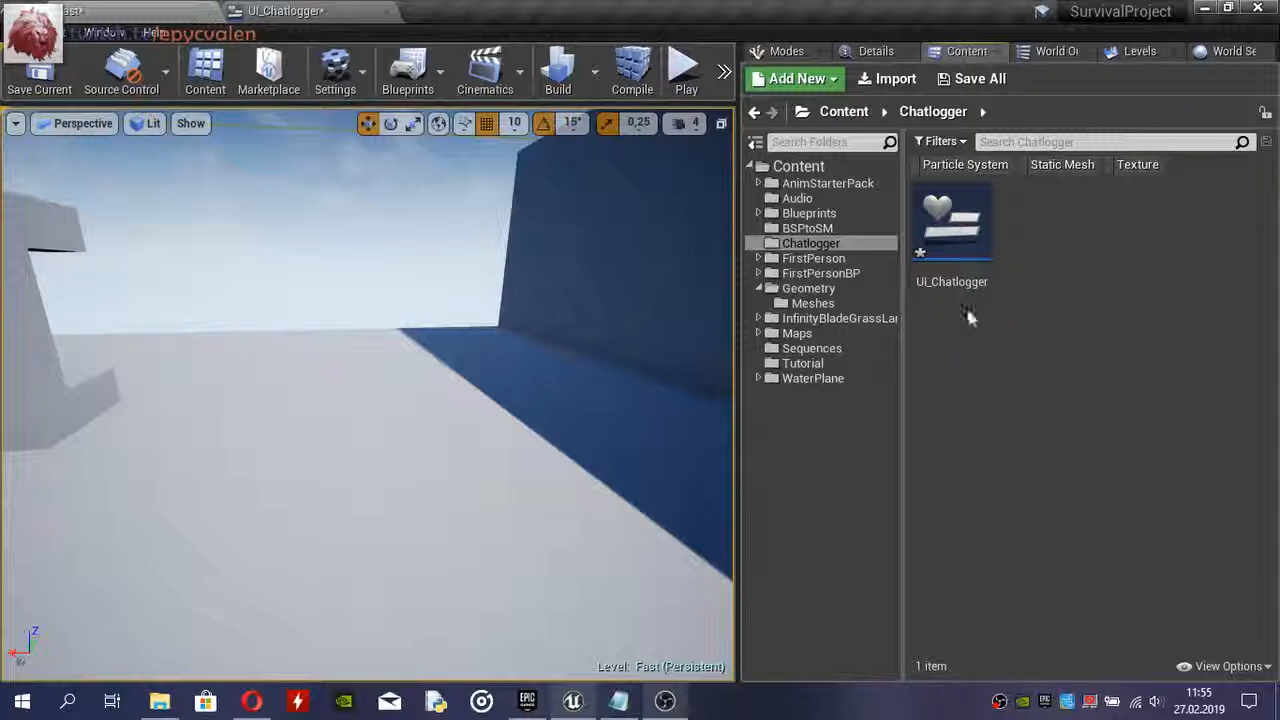 ast*
UI_Chatlogger*
SurvivalProject
Window
Help
/epycvalen
Save Curren
Source Control
Content
Marketplace
Settings
Blueprints
Cinematics
Build
Compile
Play
Modes
Details
Content
World O
Levels
World Se
Add New
Import
Save All
Content
Chatlogger
Perspective
Lit
Show
10
15°
0,25
4
Search Folders
Filters
Search Chatlogger
Particle System
Static Mesh
Texture
Content
AnimStarterPack
Audio
Blueprints
BSPtoSM
Chatlogger
FirstPerson
FirstPersonBP
Geometry
Meshes
InfinityBladeGrassLar
Maps
Sequences
Tutorial
WaterPlane
UI_Chatlogger
Z
X
Level: Fast (Persistent)
1 item
View Options
EPIC GAMES
11:55
27.02.2019